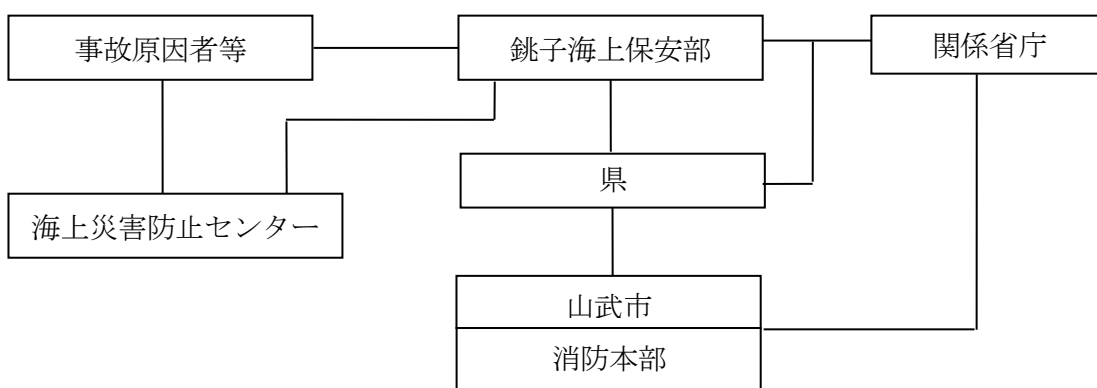 事故原因者等
銚子海上保安部
関係省庁
県
海上災害防止センター
山武市
消防本部